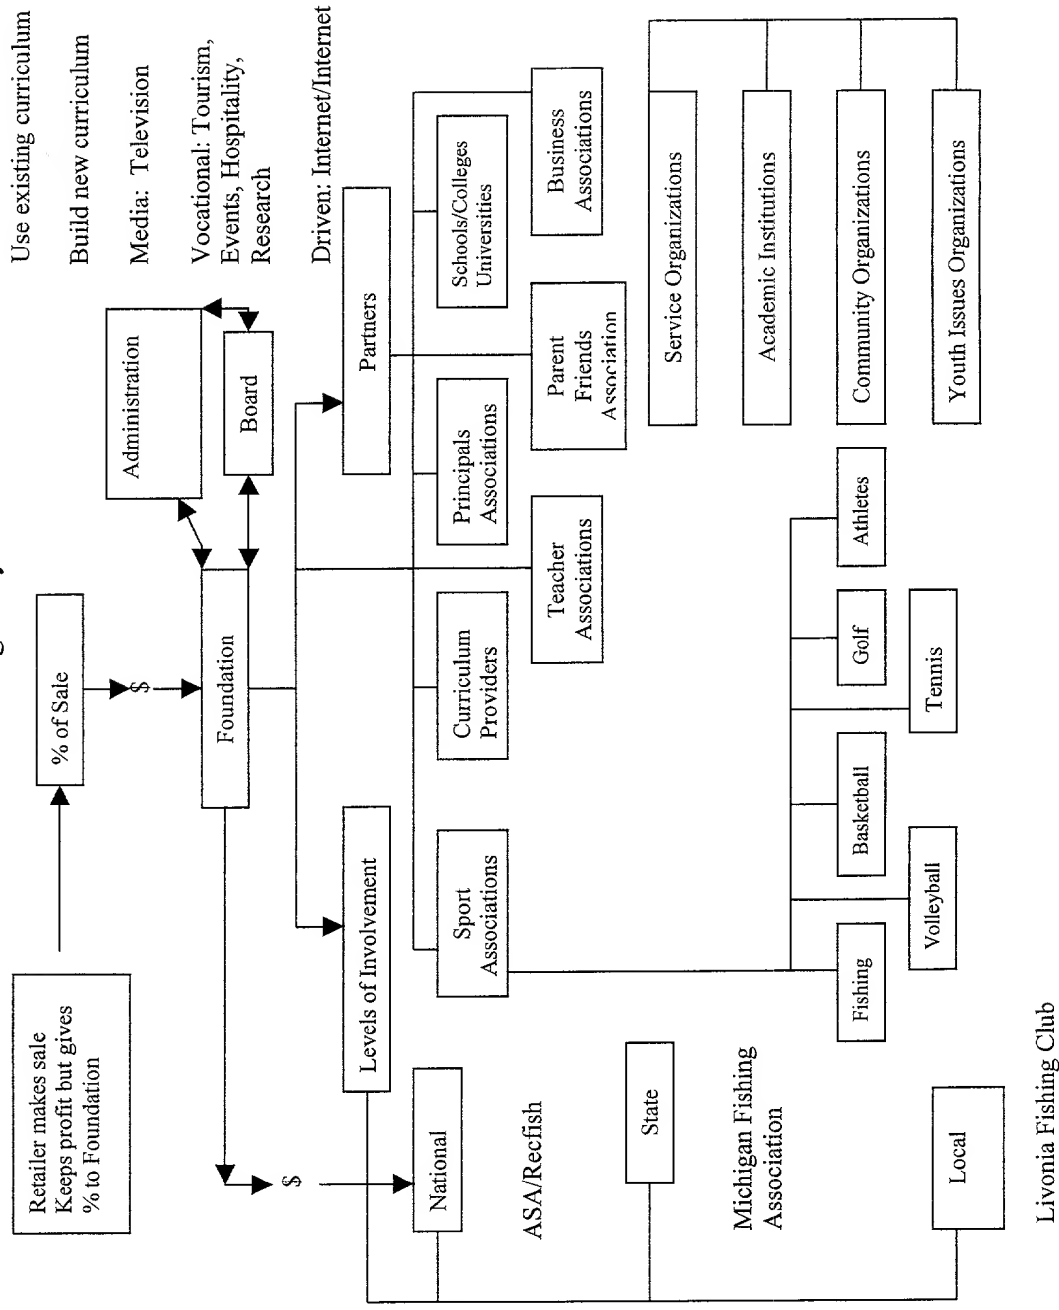 Retailer makes sale
Keeps profit but gives
% to Foundation
% of Sale
$
Foundation
Administration
Board
Use existing curriculum
Build new curriculum
Media: Television
Vocational: Tourism,
Events, Hospitality,
Research
Driven: Internet/Internet
$
Levels of Involvement
Partners
National
ASA/Recfish
State
Michigan Fishing
Association
Local
Livonia Fishing Club
Sport
Associations
Curriculum
Providers
Principals
Associations
Schools/Colleges
Universities
Teacher
Associations
Parent
Friends
Association
Business
Associations
Fishing
Volleyball
Basketball
Tennis
Golf
Athletes
Service Organizations
Academic Institutions
Community Organizations
Youth Issues Organizations